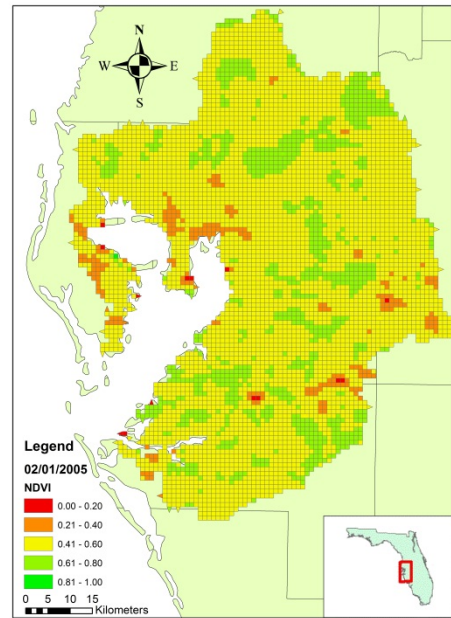 N
W E
S
Legend
02/01/2005
NDVI
0.00 - 0.20
0.21 - 0.40
0.41 - 0.60
0.61 - 0.80
0.81 - 1.00
0 5 10 15
Kilometers